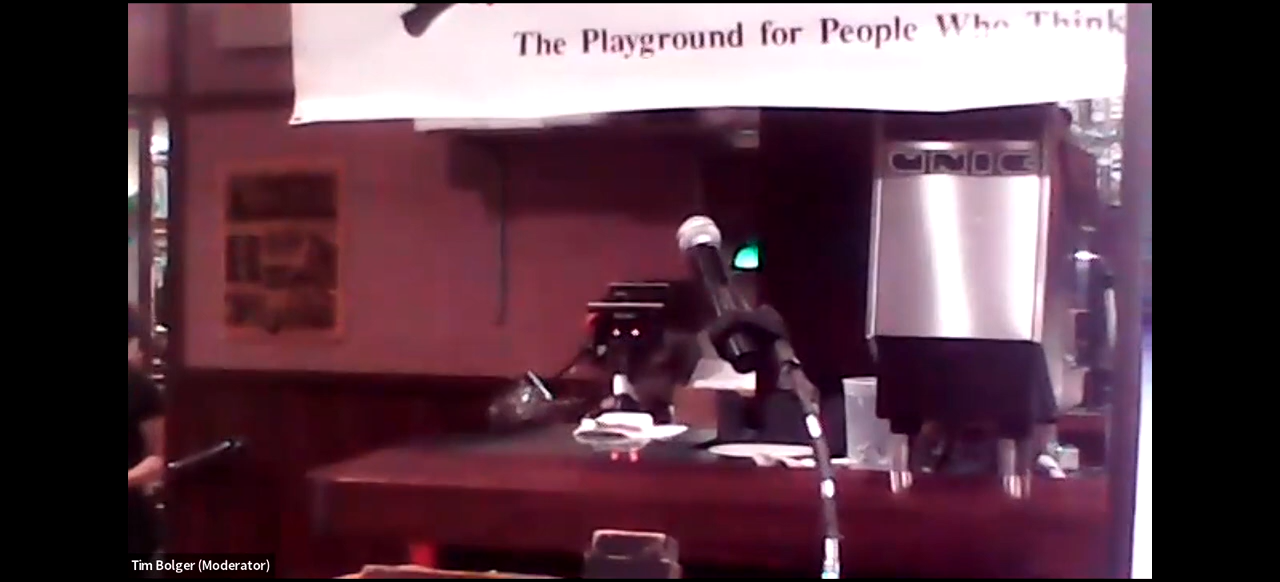 The Playground for People Who Think
UNIC
Tim Bolger (Moderator)